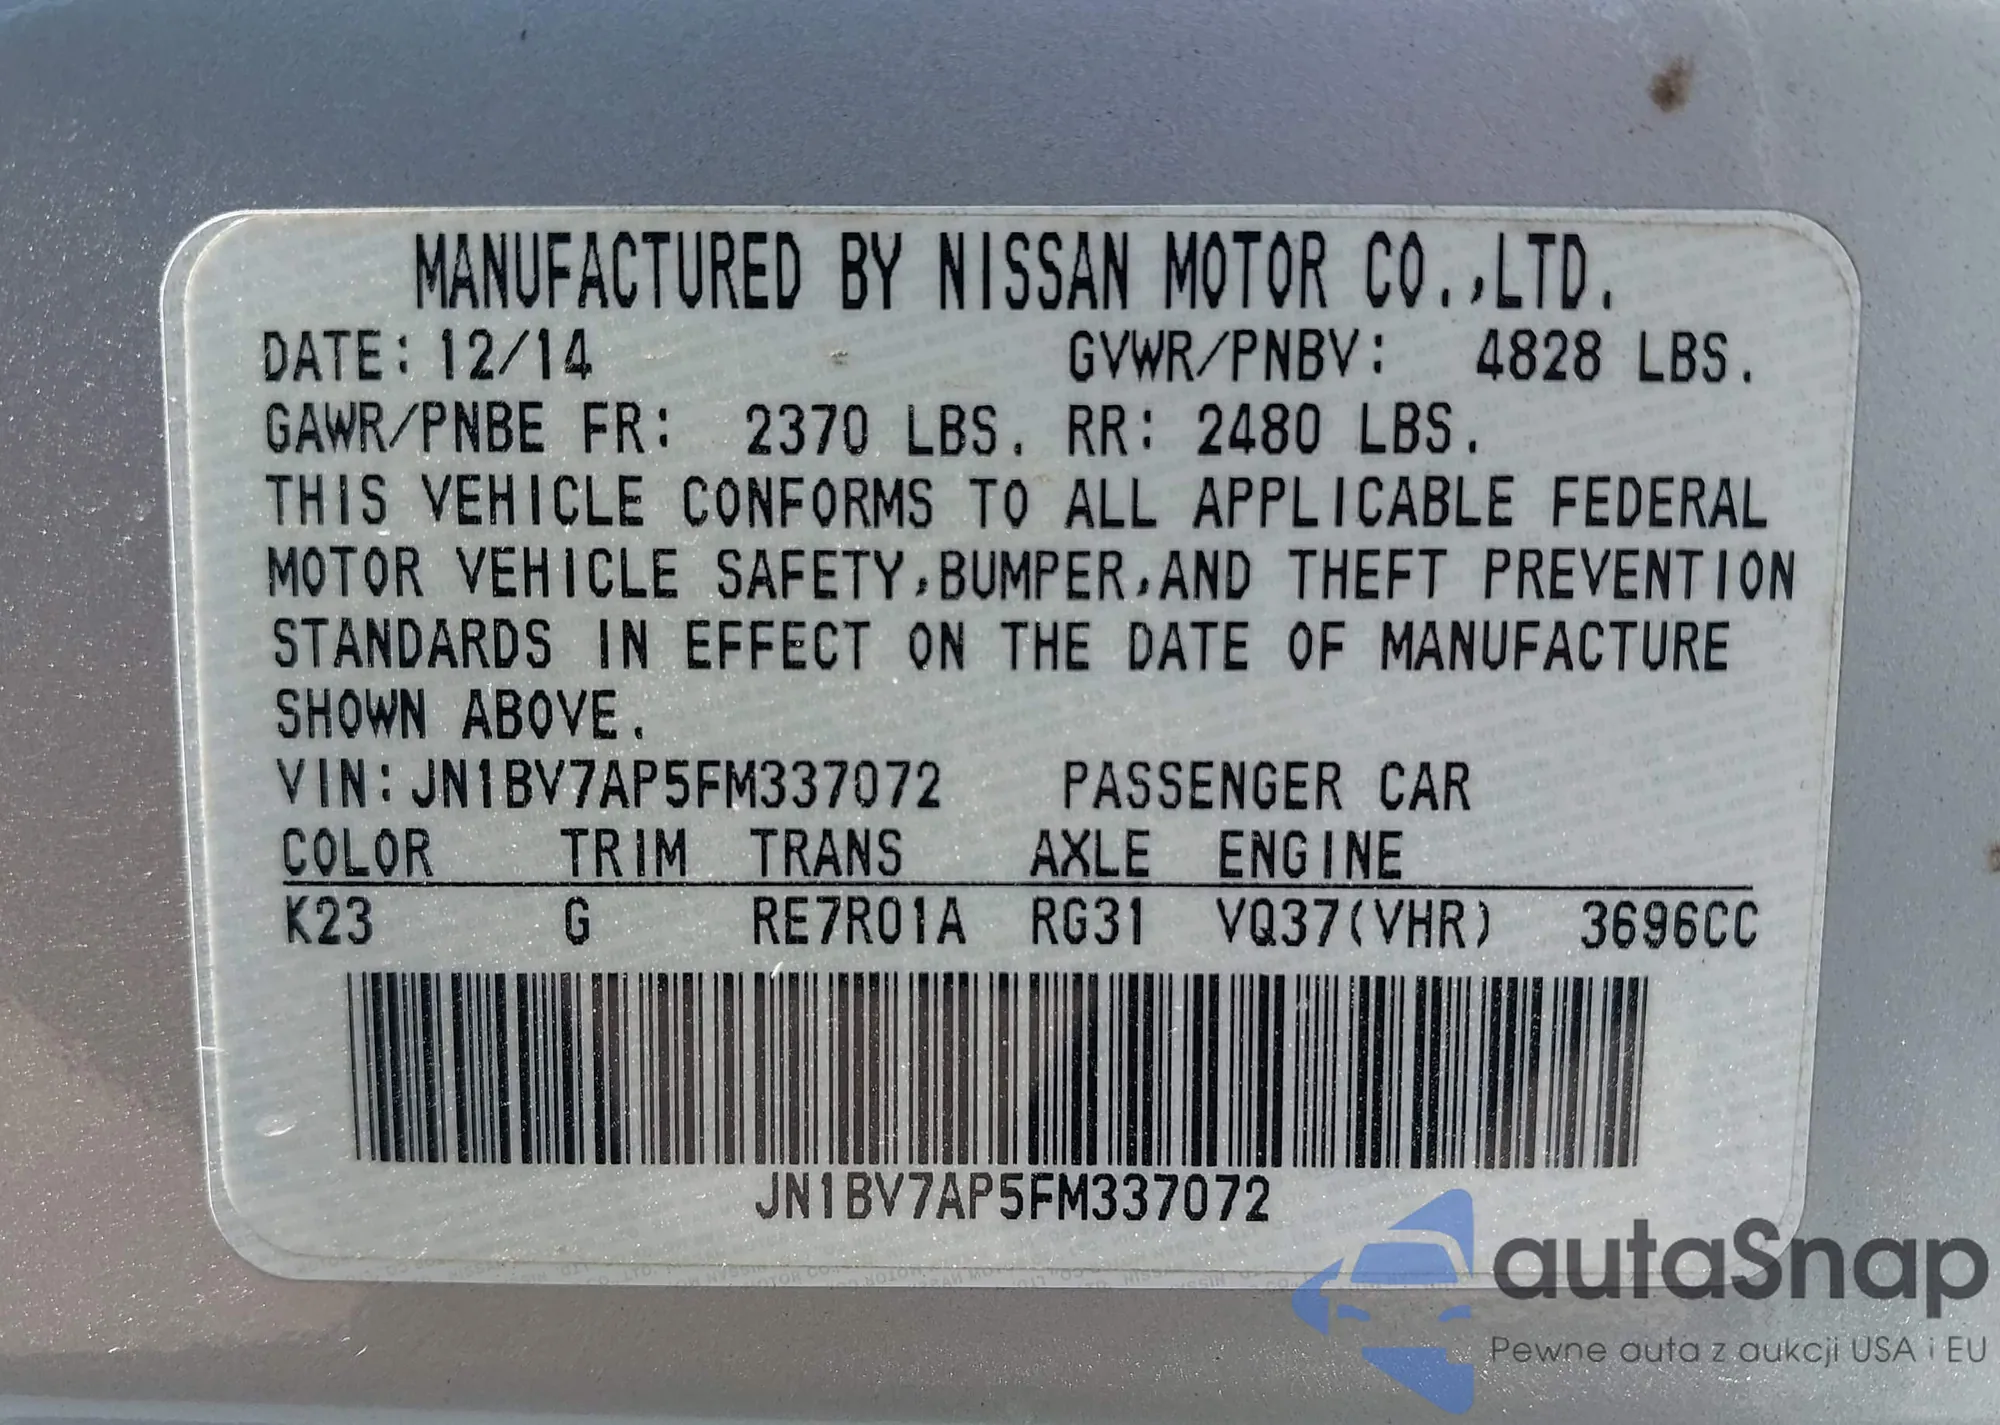 MANUFACTURED BY NISSAN MOTOR CO.,LTD.
DATE: 12/14 GVWR/PNBV: 4828 LBS.
GAWR/PNBE FR: 2370 LBS. RR: 2480 LBS.
THIS VEHICLE CONFORMS TO ALL APPLICABLE FEDERAL
MOTOR VEHICLE SAFETY,BUMPER,AND THEFT PREVENTION
STANDARDS IN EFFECT ON THE DATE OF MANUFACTURE
SHOWN ABOVE.
VIN:JN1BV7AP5FM337072 PASSENGER CAR
COLOR TRIM TRANS AXLE ENGINE
K23 G RE7R01A RG31 VQ37(VHR) 3696CC
JN1BV7AP5FM337072
autaSnap
Pewne auta z aukcji USA i EU